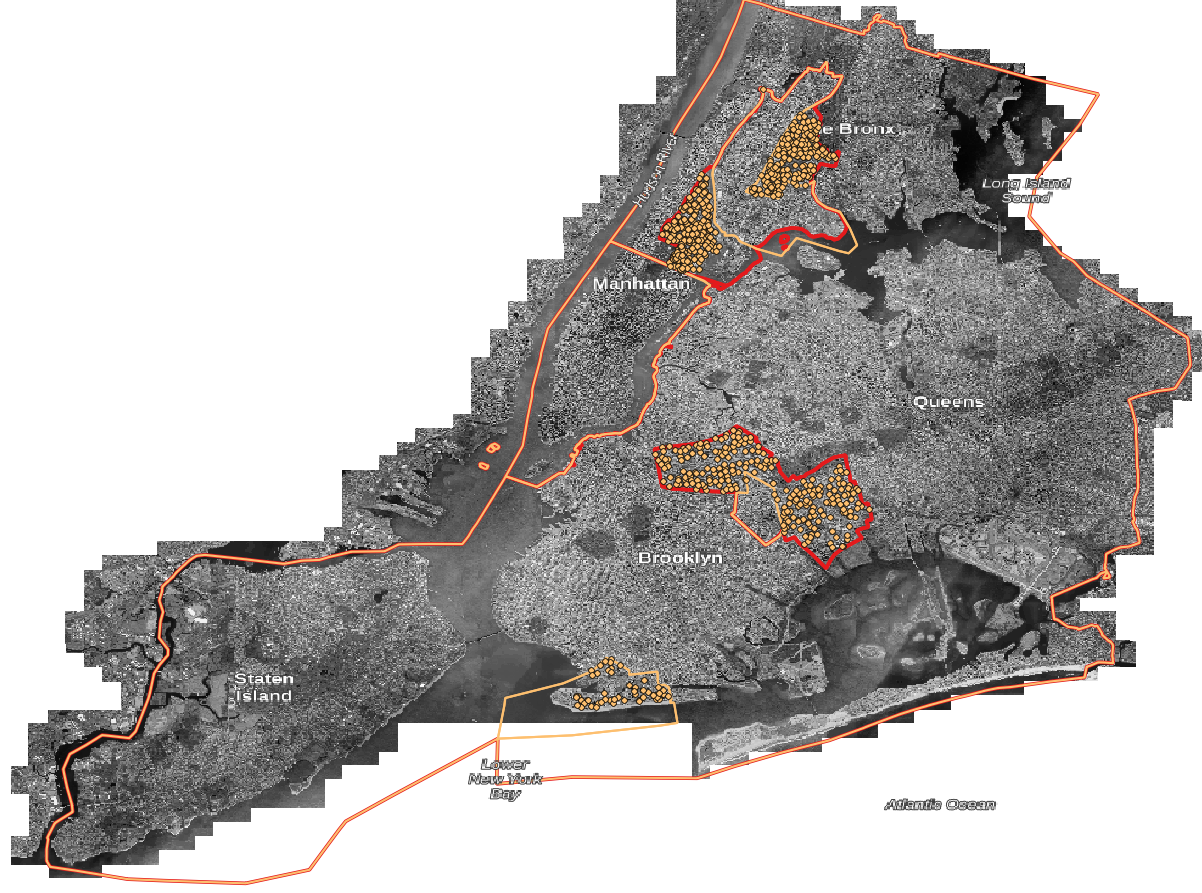 e Bronx
Hudson River
Long Island
Sound
Manhattan
Queens
Brooklyn
Staten
Island
Lower
New York
Bay
Atlantic Ocean